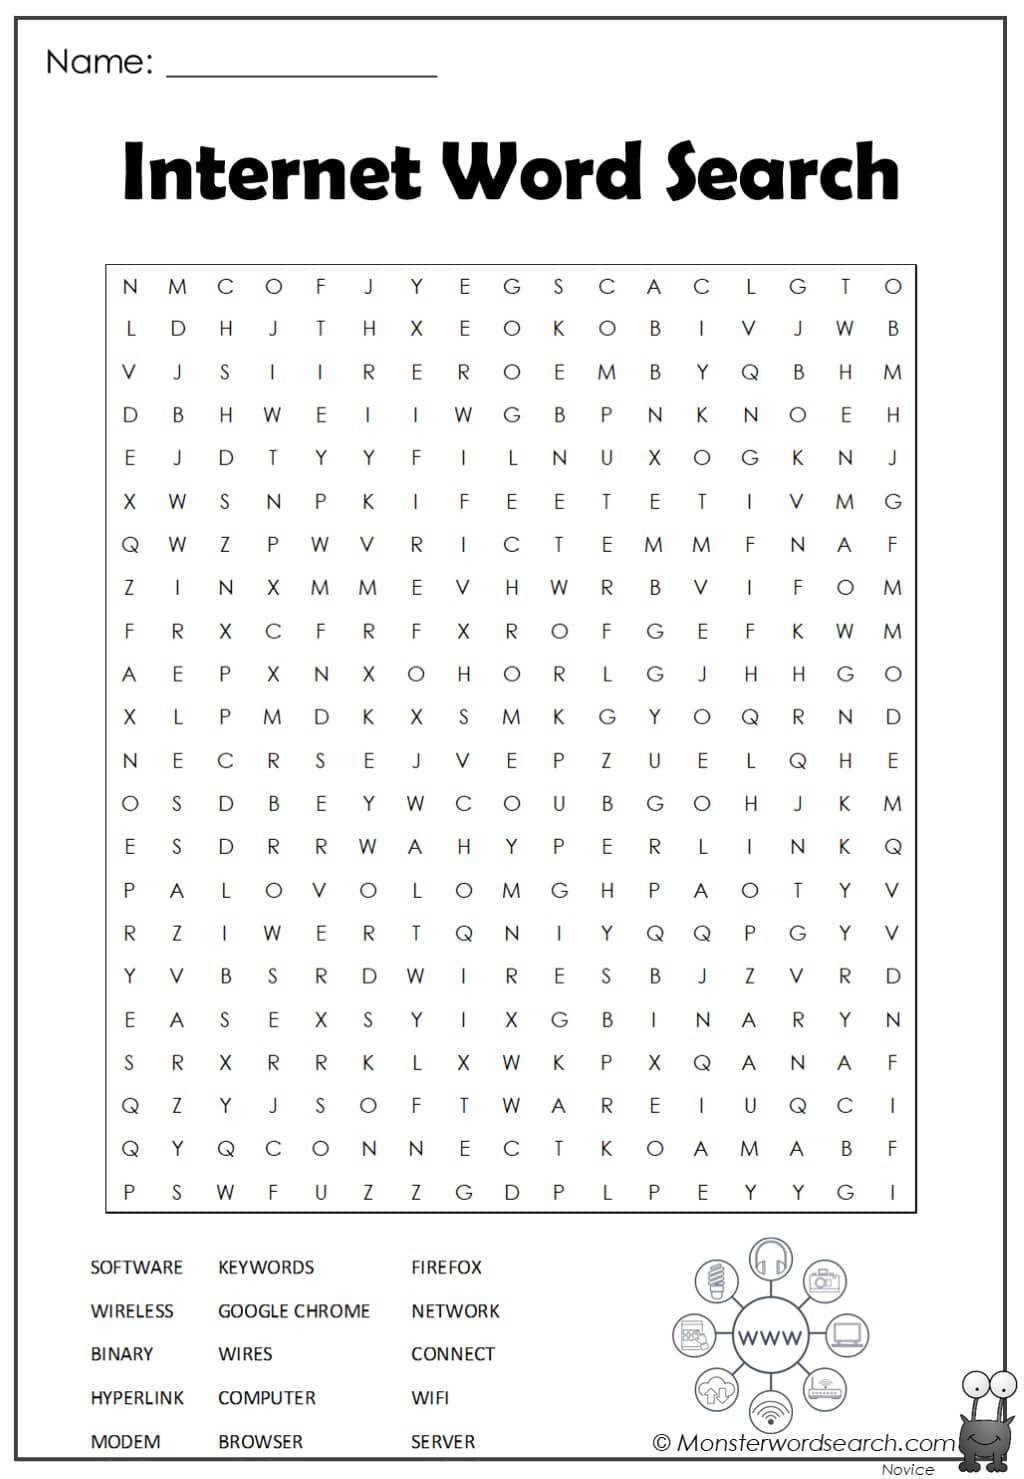 Name: ________________
Internet Word Search
N M C O F J Y E G S C A C L G T O
L D H J T H X E O K O B I V J W B
V J S I I R E R O E M B Y Q B H M
D B H W E I I W G B P N K N O E H
E J D T Y Y F I L N U X O G K N J
X W S N P K I F E E T E T I V M G
Q W Z P W V R I C T E M M F N A F
Z I N X M M E V H W R B V I F O M
F R X C F R F X R O F G E F K W M
A E P X N X O H O R L G J H H G O
X L P M D K X S M K G Y O Q R N D
N E C R S E J V E P Z U E L Q H E
O S D B E Y W C O U B G O H J K M
E S D R R W A H Y P E R L I N K Q
P A L O V O L O M G H P A O T Y V
R Z I W E R T Q N I Y Q Q P G Y V
Y V B S R D W I R E S B J Z V R D
E A S E X S Y I X G B I N A R Y N
S R X R R K L X W K P X Q A N A F
Q Z Y J S O F T W A R E I U Q C I
Q Y Q C O N N E C T K O A M A B F
P S W F U Z Z G D P L P E Y Y G I
SOFTWARE KEYWORDS FIREFOX
WIRELESS GOOGLE CHROME NETWORK
BINARY WIRES CONNECT
HYPERLINK COMPUTER WIFI
MODEM BROWSER SERVER
WWW
© Monsterwordsearch.com
Novice